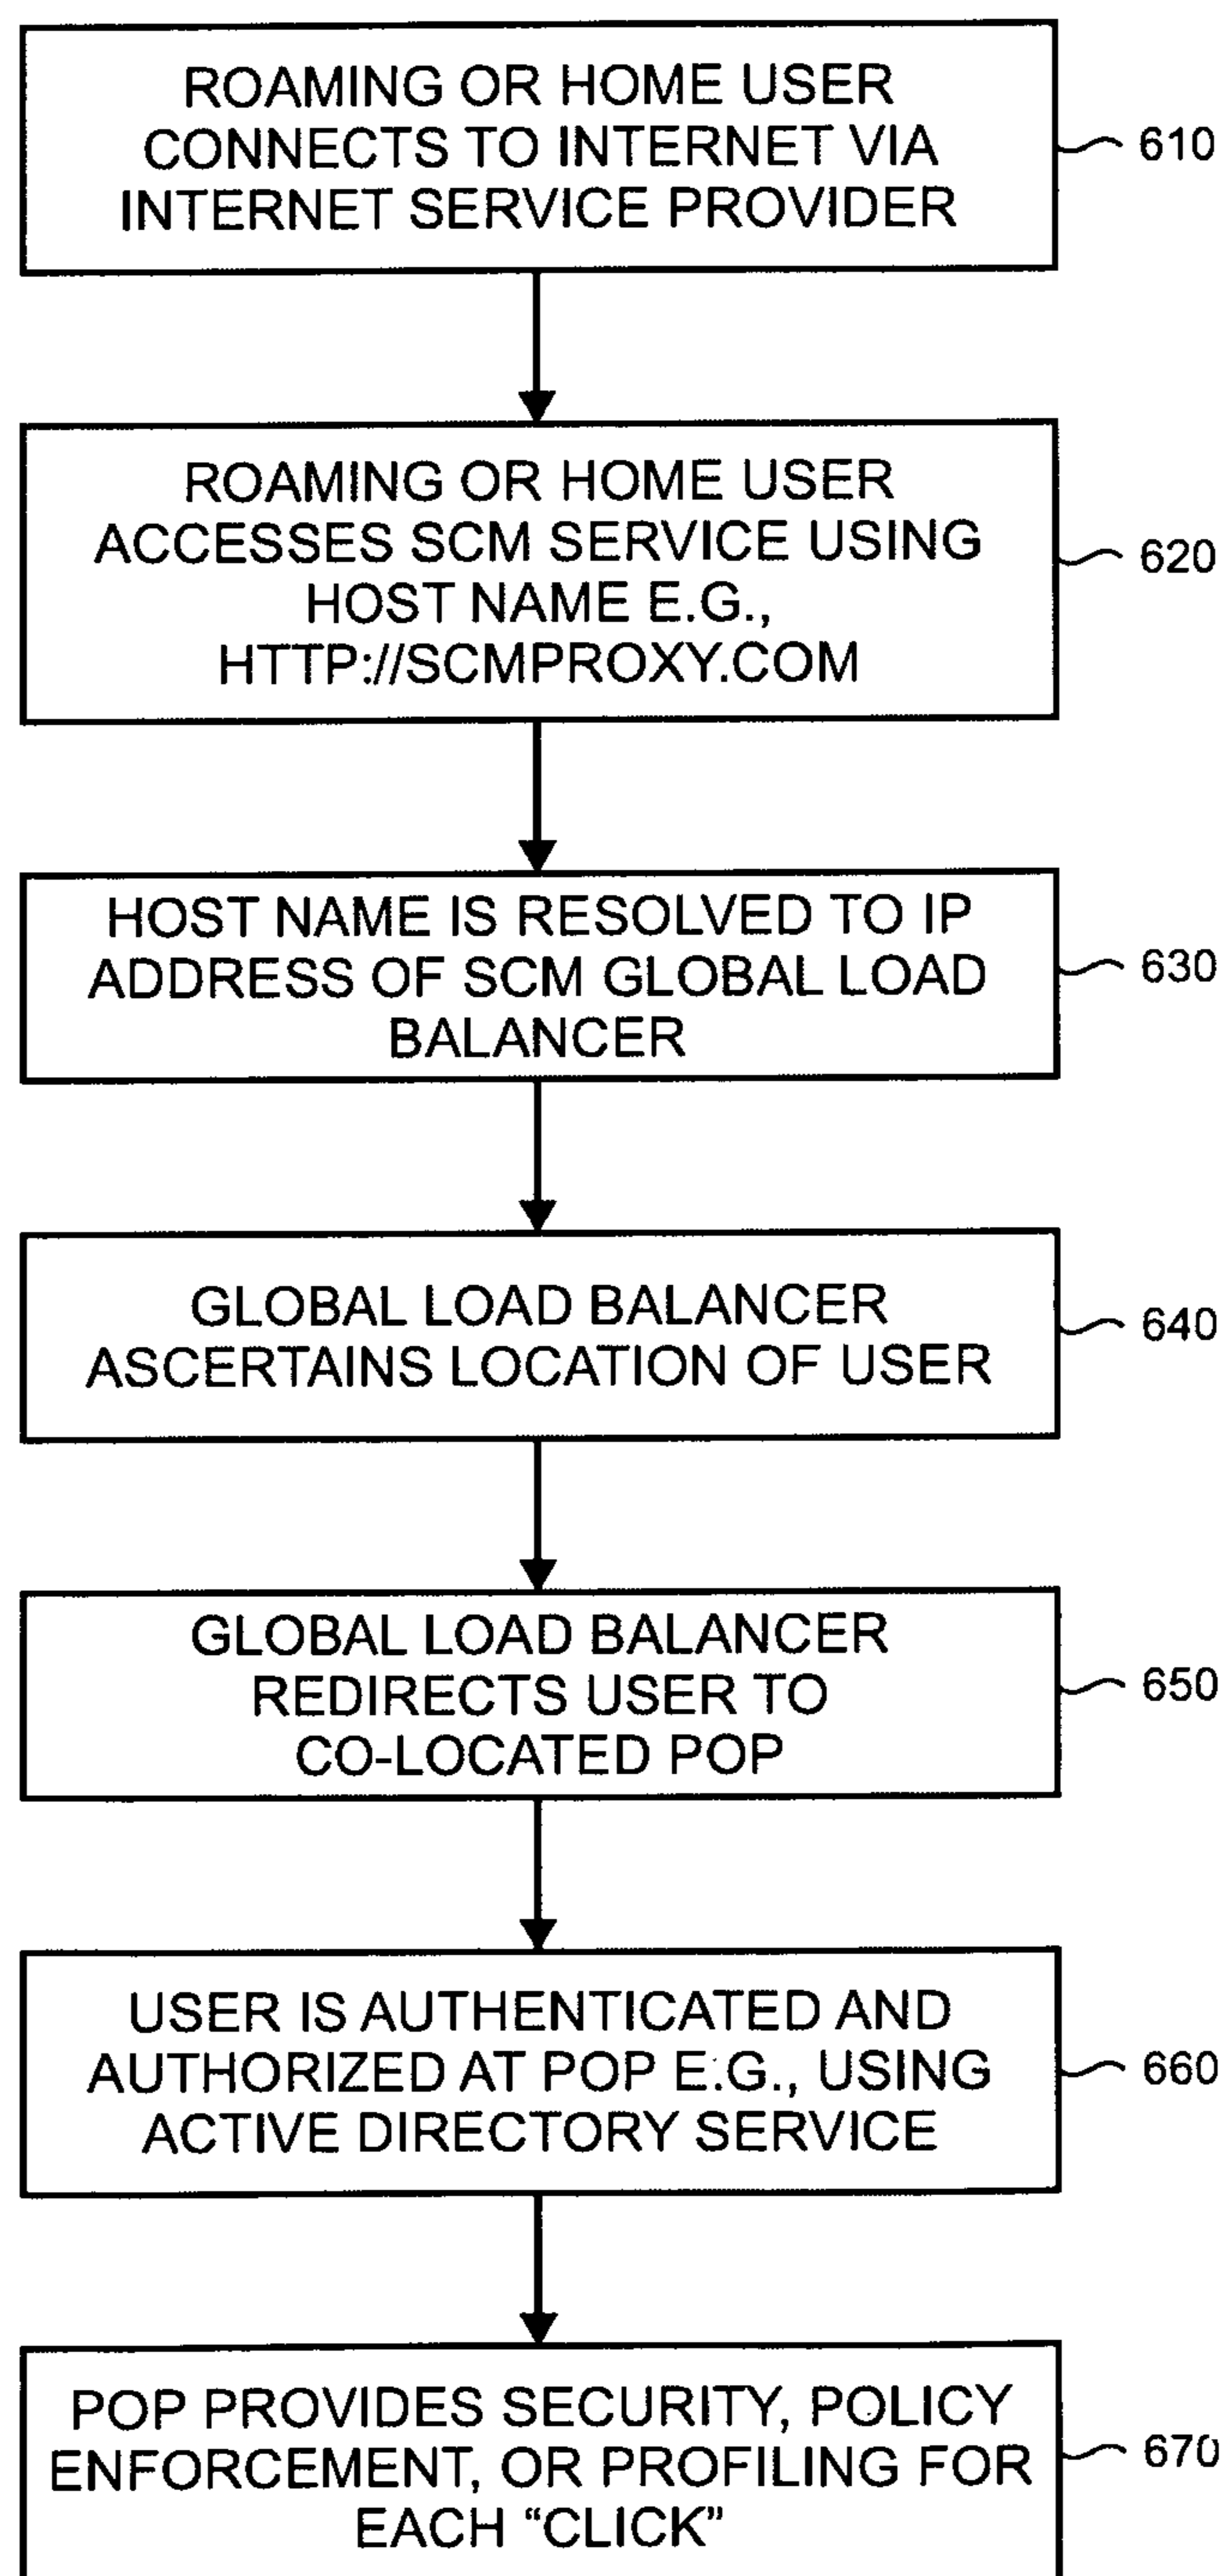 ROAMING OR HOME USER
CONNECTS TO INTERNET VIA
INTERNET SERVICE PROVIDER
610
ROAMING OR HOME USER
ACCESSES SCM SERVICE USING
HOST NAME E.G.,
HTTP://SCMPROXY.COM
620
HOST NAME IS RESOLVED TO IP
ADDRESS OF SCM GLOBAL LOAD
BALANCER
630
GLOBAL LOAD BALANCER
ASCERTAINS LOCATION OF USER
640
GLOBAL LOAD BALANCER
REDIRECTS USER TO
CO-LOCATED POP
650
USER IS AUTHENTICATED AND
AUTHORIZED AT POP E.G., USING
ACTIVE DIRECTORY SERVICE
660
POP PROVIDES SECURITY, POLICY
ENFORCEMENT, OR PROFILING FOR
EACH “CLICK”
670